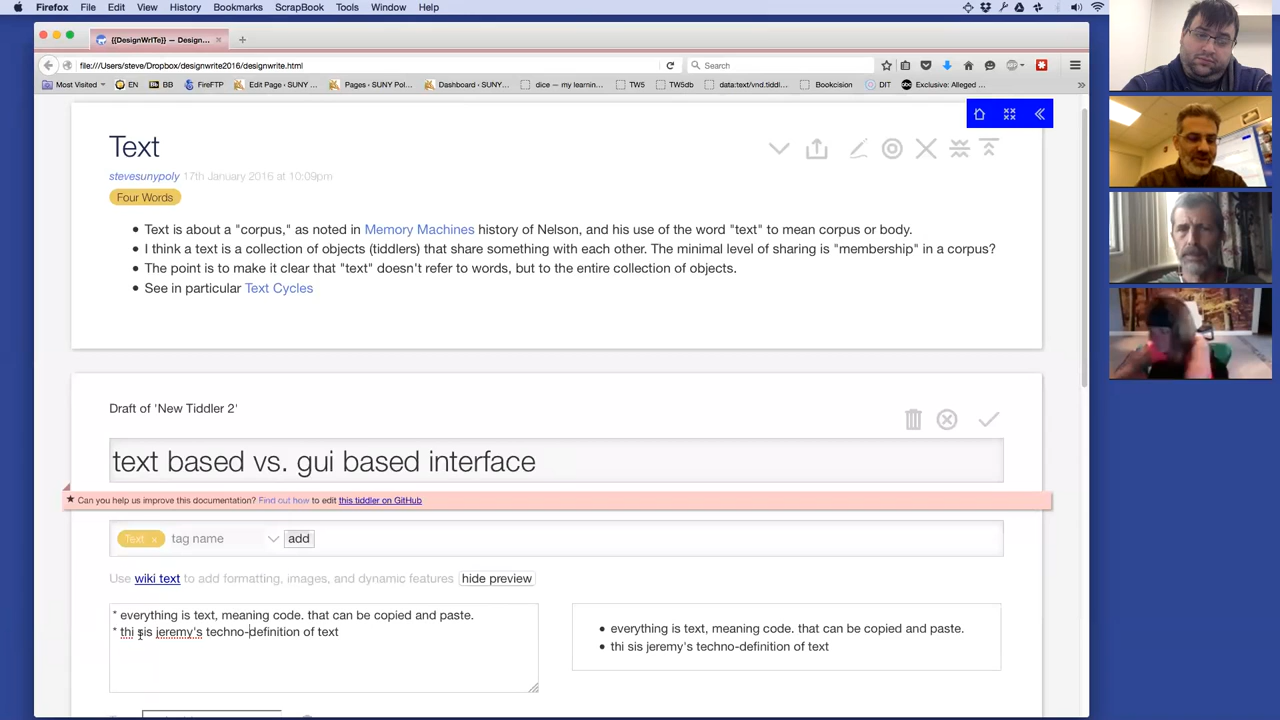 Firefox File Edit View History Bookmarks ScrapBook Tools Window Help
{{DesignWrITe}} — Design...
file:///Users/steve/Dropbox/designwrite2016/designwrite.html
Search
Most Visited EN BB FireFTP Edit Page - SUNY ... Pages - SUNY Pol... Dashboard - SUNY... dice — my learnin... TW5 TW5db data:text/vnd.tiddl... Bookcision DIT Exclusive: Alleged ...
Text
stevesunypoly 17th January 2016 at 10:09pm
Four Words
Text is about a "corpus," as noted in Memory Machines history of Nelson, and his use of the word "text" to mean corpus or body.
I think a text is a collection of objects (tiddlers) that share something with each other. The minimal level of sharing is "membership" in a corpus?
The point is to make it clear that "text" doesn't refer to words, but to the entire collection of objects.
See in particular Text Cycles
Draft of 'New Tiddler 2'
text based vs. gui based interface
Can you help us improve this documentation? Find out how to edit this tiddler on GitHub
Text × tag name add
Use wiki text to add formatting, images, and dynamic features hide preview
* everything is text, meaning code. that can be copied and paste.
* thi sis jeremy's techno-definition of text
everything is text, meaning code. that can be copied and paste.
thi sis jeremy's techno-definition of text